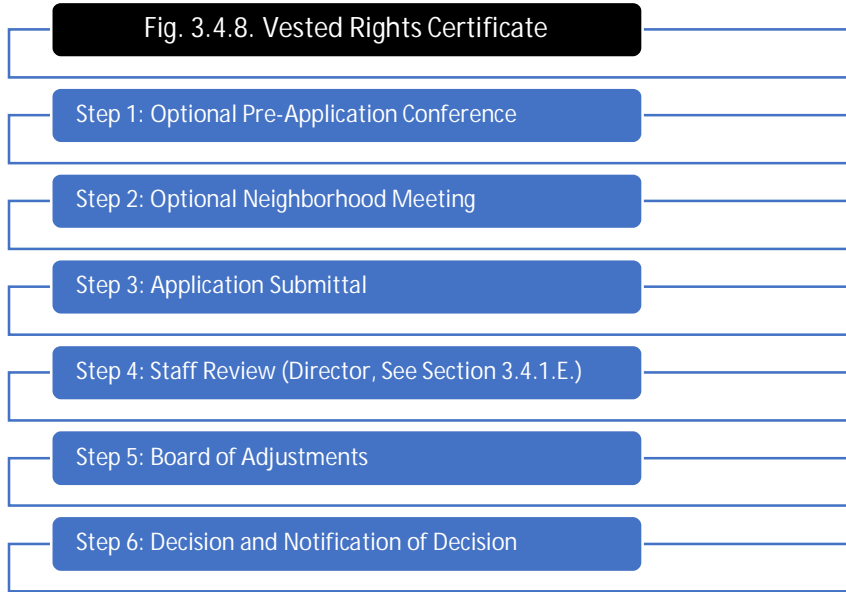 Fig. 3.4.8. Vested Rights Certificate
Step 1: Optional Pre-Application Conference
Step 2: Optional Neighborhood Meeting
Step 3: Application Submittal
Step 4: Staff Review (Director, See Section 3.4.1.E.)
Step 5: Board of Adjustments
Step 6: Decision and Notification of Decision